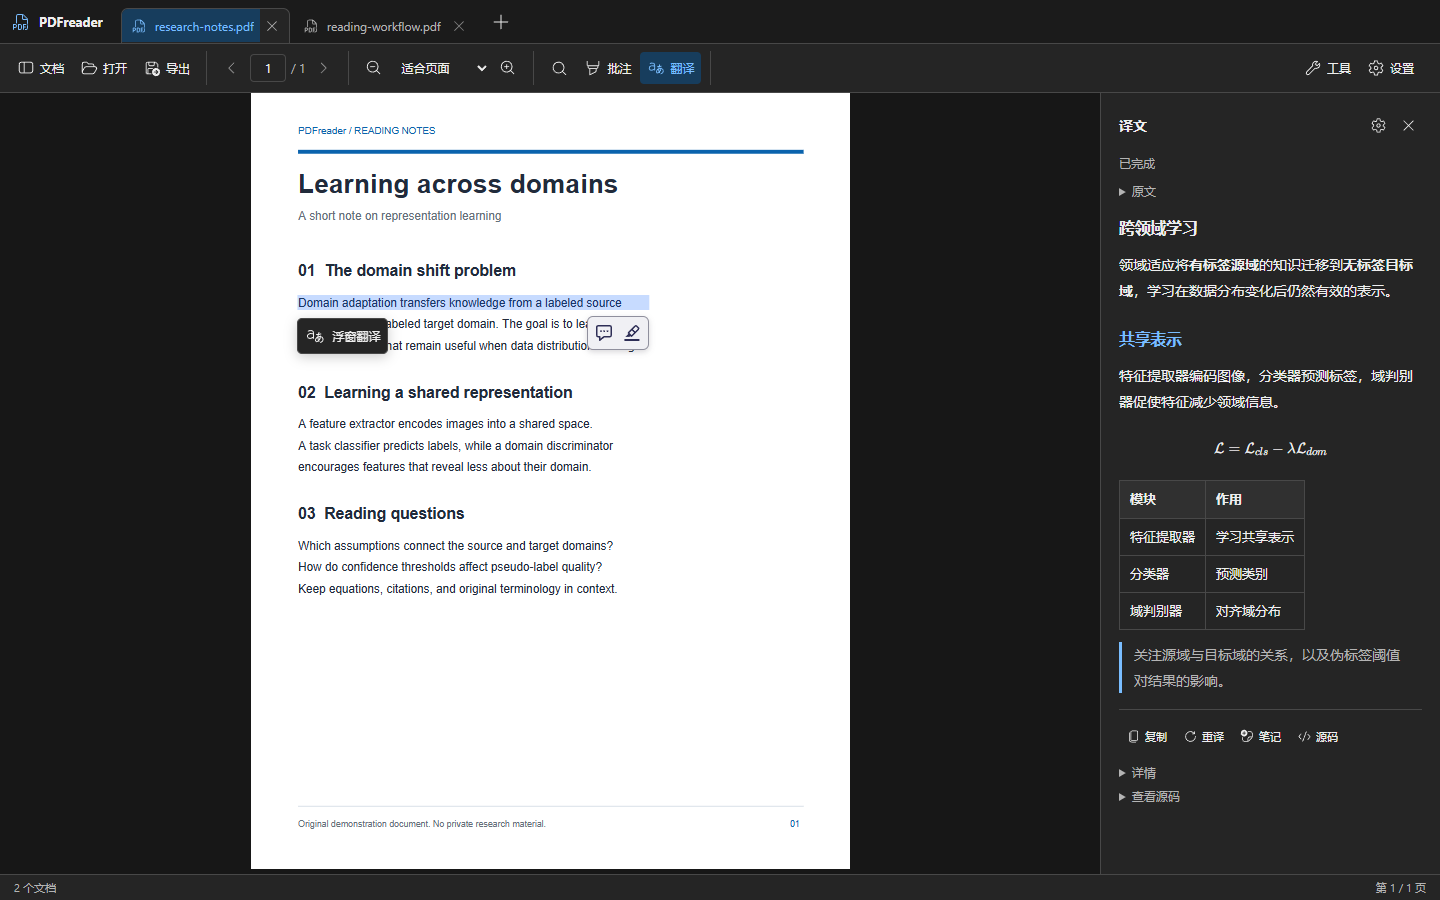 PDFreader
research-notes.pdf
reading-workflow.pdf
文档
打开
导出
1 / 1
适合页面
批注
翻译
工具
设置
PDFreader / READING NOTES
Learning across domains
A short note on representation learning
01 The domain shift problem
Domain adaptation transfers knowledge from a labeled source
abeled target domain. The goal is to
浮窗翻译
that remain useful when data
02 Learning a shared representation
A feature extractor encodes images into a shared space.
A task classifier predicts labels, while a domain discriminator
encourages features that reveal less about their domain.
03 Reading questions
Which assumptions connect the source and target domains?
How do confidence thresholds affect pseudo-label quality?
Keep equations, citations, and original terminology in context.
Original demonstration document. No private research material.
01
译文
已完成
原文
跨领域学习
领域适应将有标签源域的知识迁移到无标签目标
域，学习在数据分布变化后仍然有效的表示。
共享表示
特征提取器编码图像，分类器预测标签，域判别
器促使特征减少领域信息。
ℒ = ℒcls − λℒdom
模块 作用
特征提取器 学习共享表示
分类器 预测类别
域判别器 对齐域分布
关注源域与目标域的关系，以及伪标签阈值
对结果的影响。
复制
重译
笔记
源码
详情
查看源码
2 个文档
第 1 / 1 页